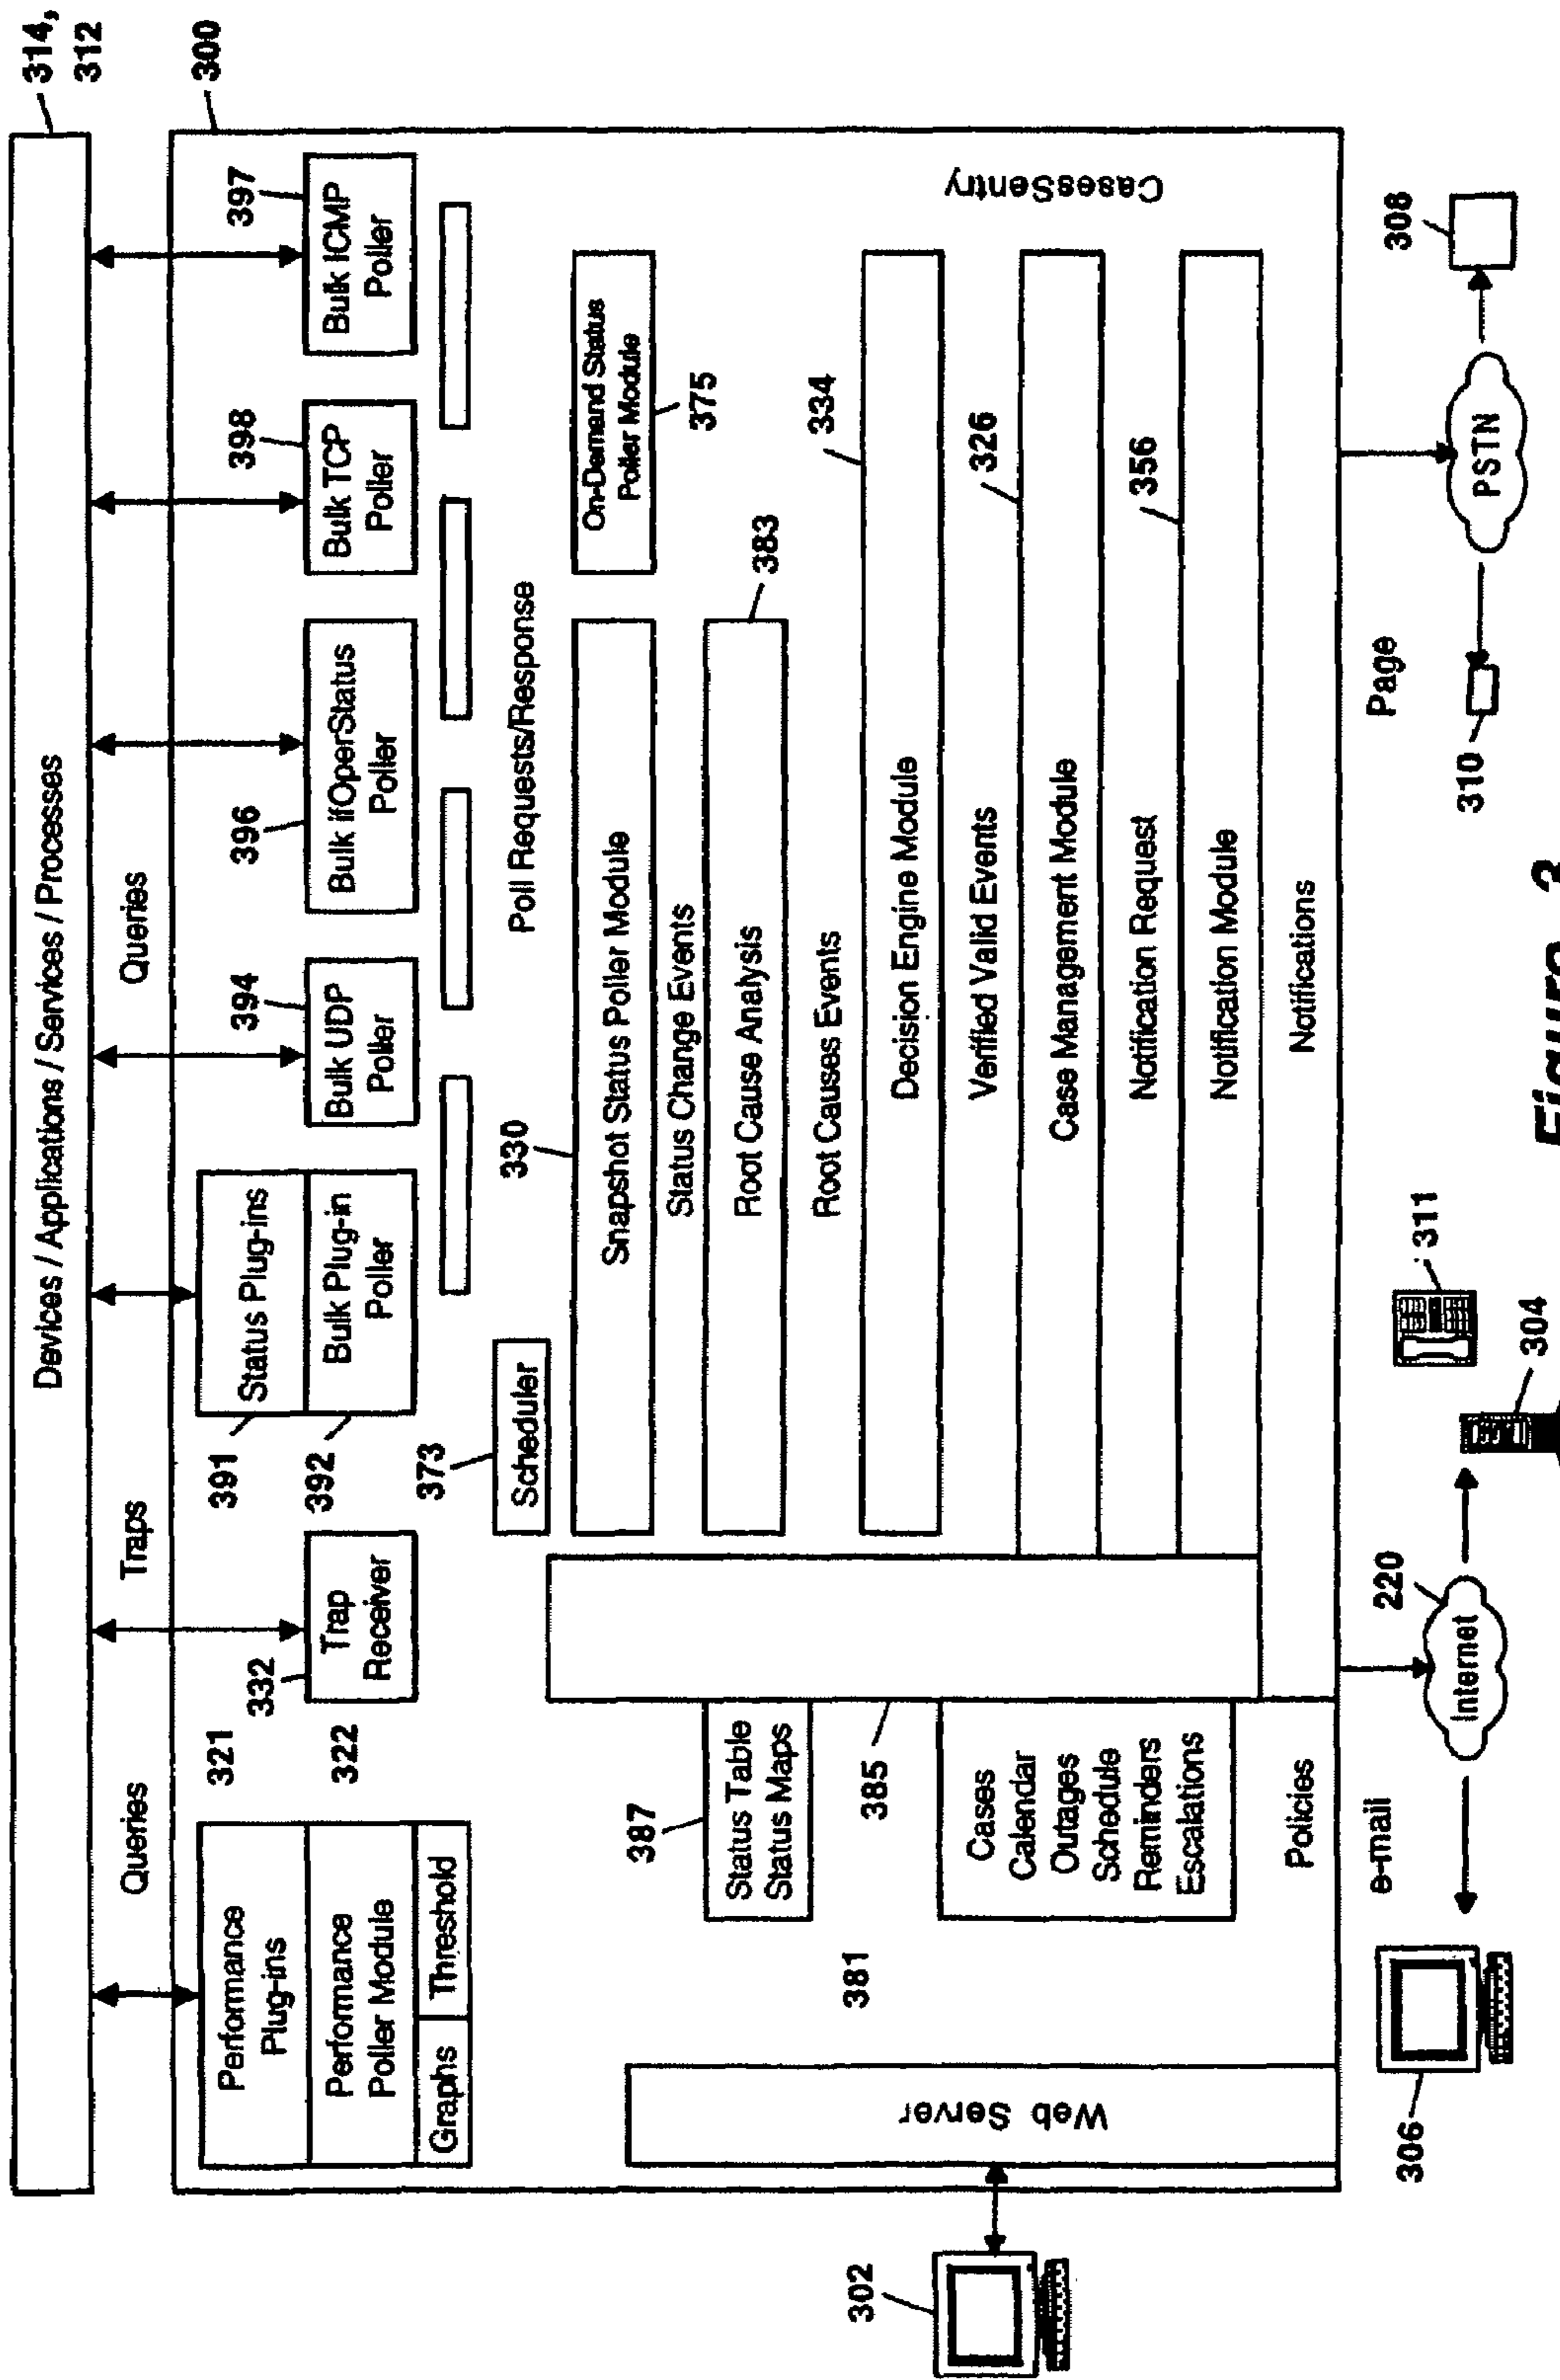 314,
312
Devices / Applications / Services / Processes
300
Queries
Traps
Queries
321
322
332
391
392
394
396
398
397
Performance
Plug-ins
Performance
Poller Module
Graphs
Threshold
Trap
Receiver
Status Plug-ins
Bulk Plug-in
Poller
Bulk UDP
Poller
Bulk ifOperStatus
Poller
Bulk TCP
Poller
Bulk ICMP
Poller
373
Scheduler
330
Poll Requests/Response
Snapshot Status Poller Module
On-Demand Status
Poller Module
375
Status Change Events
383
387
Status Table
Status Maps
Root Cause Analysis
Root Causes Events
334
381
385
Decision Engine Module
CasesSentry
Verified Valid Events
326
Cases
Calendar
Outages
Schedule
Reminders
Escalations
Case Management Module
Notification Request
356
Notification Module
Policies
Notifications
Web Server
302
e-mail
Page
306
Internet
220
304
311
310
PSTN
308
Figure 3